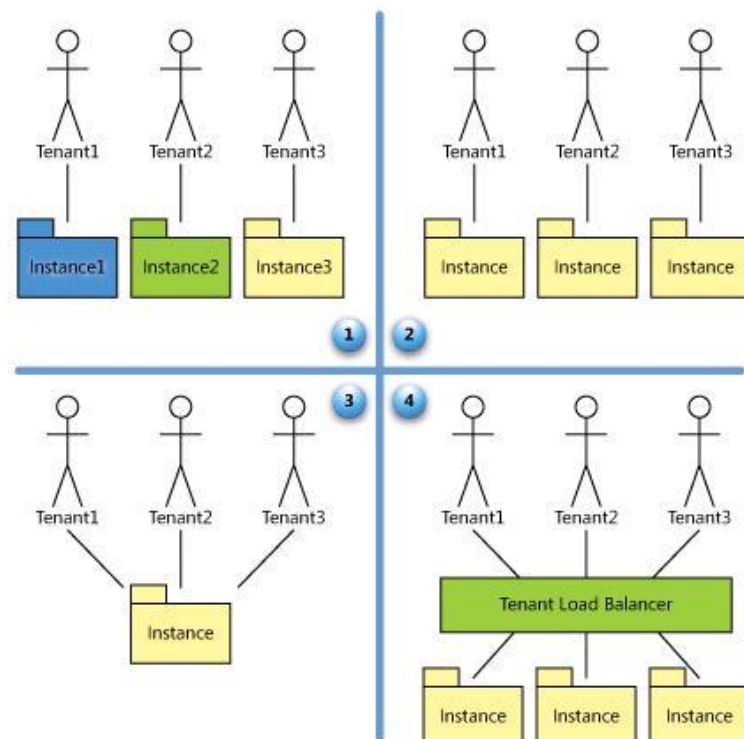 Tenant1 Tenant2 Tenant3
Instance1 Instance2 Instance3
1
Tenant1 Tenant2 Tenant3
Instance Instance Instance
2
3
Tenant1 Tenant2 Tenant3
Instance
4
Tenant1 Tenant2 Tenant3
Tenant Load Balancer
Instance Instance Instance